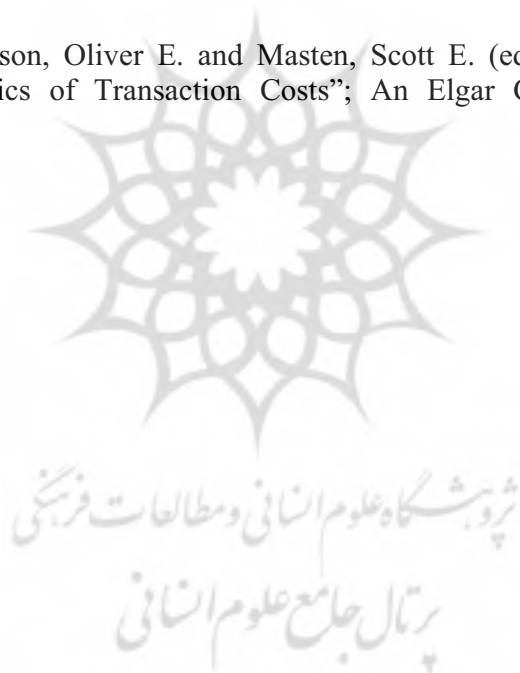 son, Oliver E. and Masten, Scott E. (ed
ics of Transaction Costs”; An Elgar C
پژوهشگاه علوم انسانی و مطالعات فرهنگی
پرتال جامع علوم انسانی